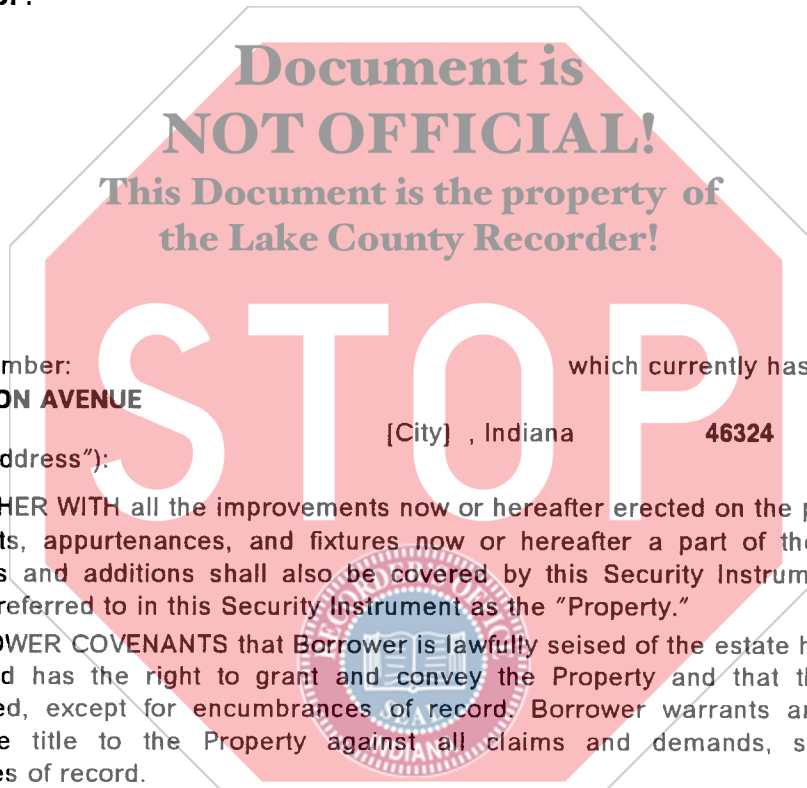 Document is
NOT OFFICIAL!
This Document is the property of
the Lake County Recorder!
STOP
mber: which currently has
ON AVENUE
[City] , Indiana 46324
ddress"):
HER WITH all the improvements now or hereafter erected on the p
ts, appurtenances, and fixtures now or hereafter a part of the
s and additions shall also be covered by this Security Instrum
referred to in this Security Instrument as the "Property."
OWER COVENANTS that Borrower is lawfully seised of the estate h
d has the right to grant and convey the Property and that th
ed, except for encumbrances of record. Borrower warrants an
e title to the Property against all claims and demands, s
es of record.
RECORDER'S OFFICE
SEAL
INDIANA